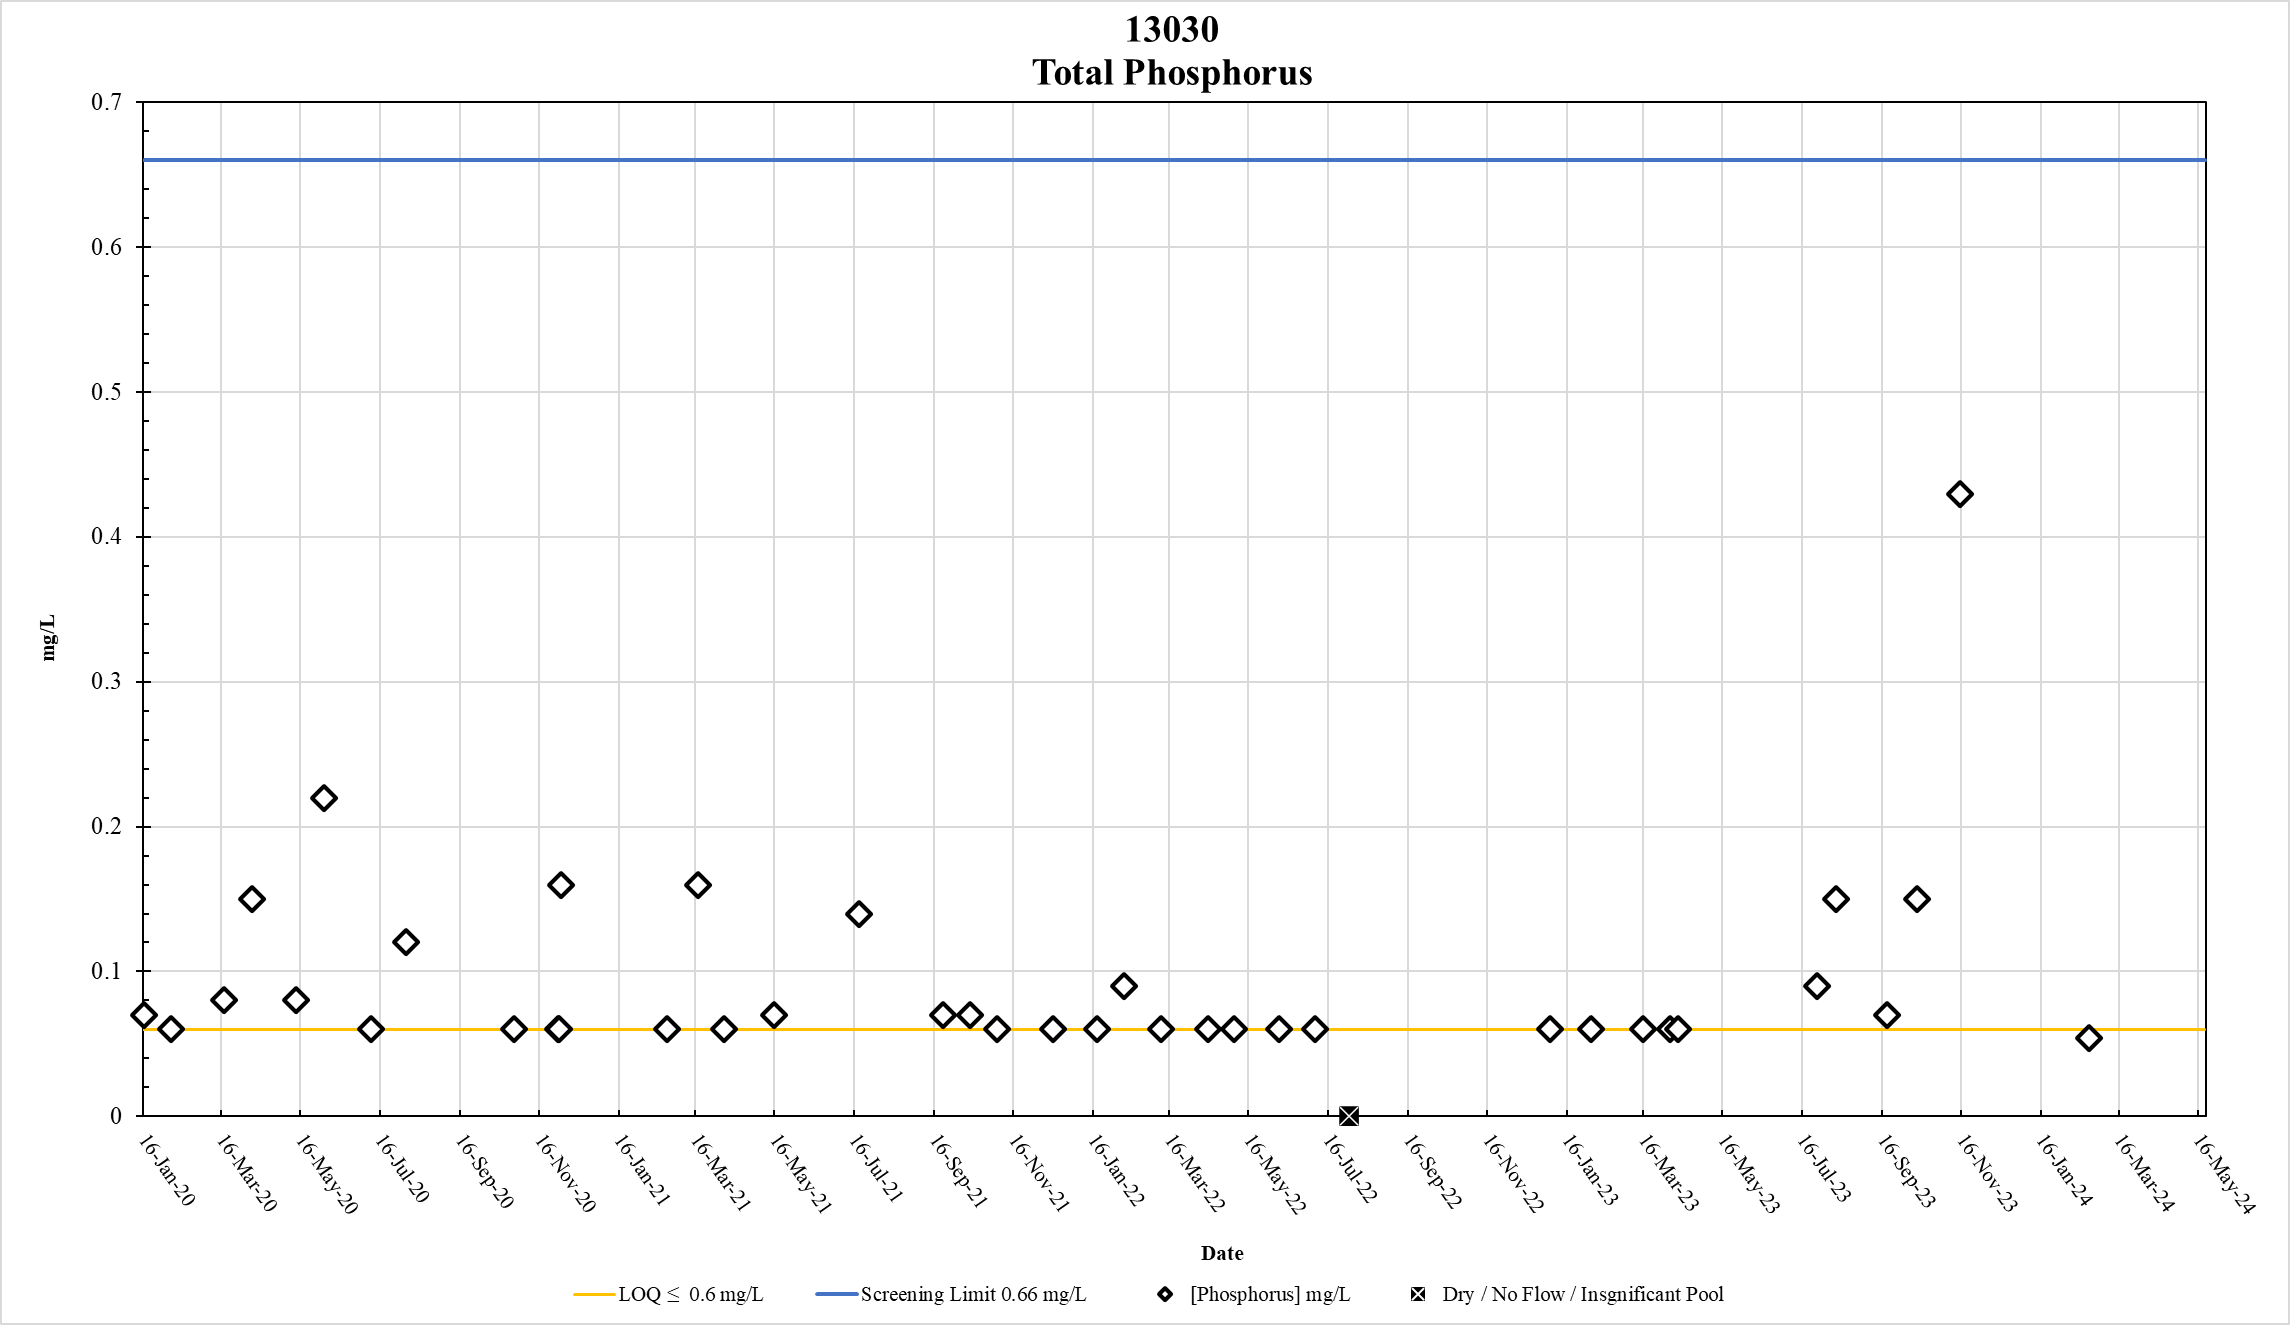 13030
Total Phosphorus
0.7
0.6
0.5
0.4
0.3
0.2
0.1
0
mg/L
16-Jan-20
16-Mar-20
16-May-20
16-Jul-20
16-Sep-20
16-Nov-20
16-Jan-21
16-Mar-21
16-May-21
16-Jul-21
16-Sep-21
16-Nov-21
16-Jan-22
16-Mar-22
16-May-22
16-Jul-22
16-Sep-22
16-Nov-22
16-Jan-23
16-Mar-23
16-May-23
16-Jul-23
16-Sep-23
16-Nov-23
16-Jan-24
16-Mar-24
16-May-24
Date
LOQ ≤ 0.6 mg/L
Screening Limit 0.66 mg/L
[Phosphorus] mg/L
Dry / No Flow / Insgnificant Pool